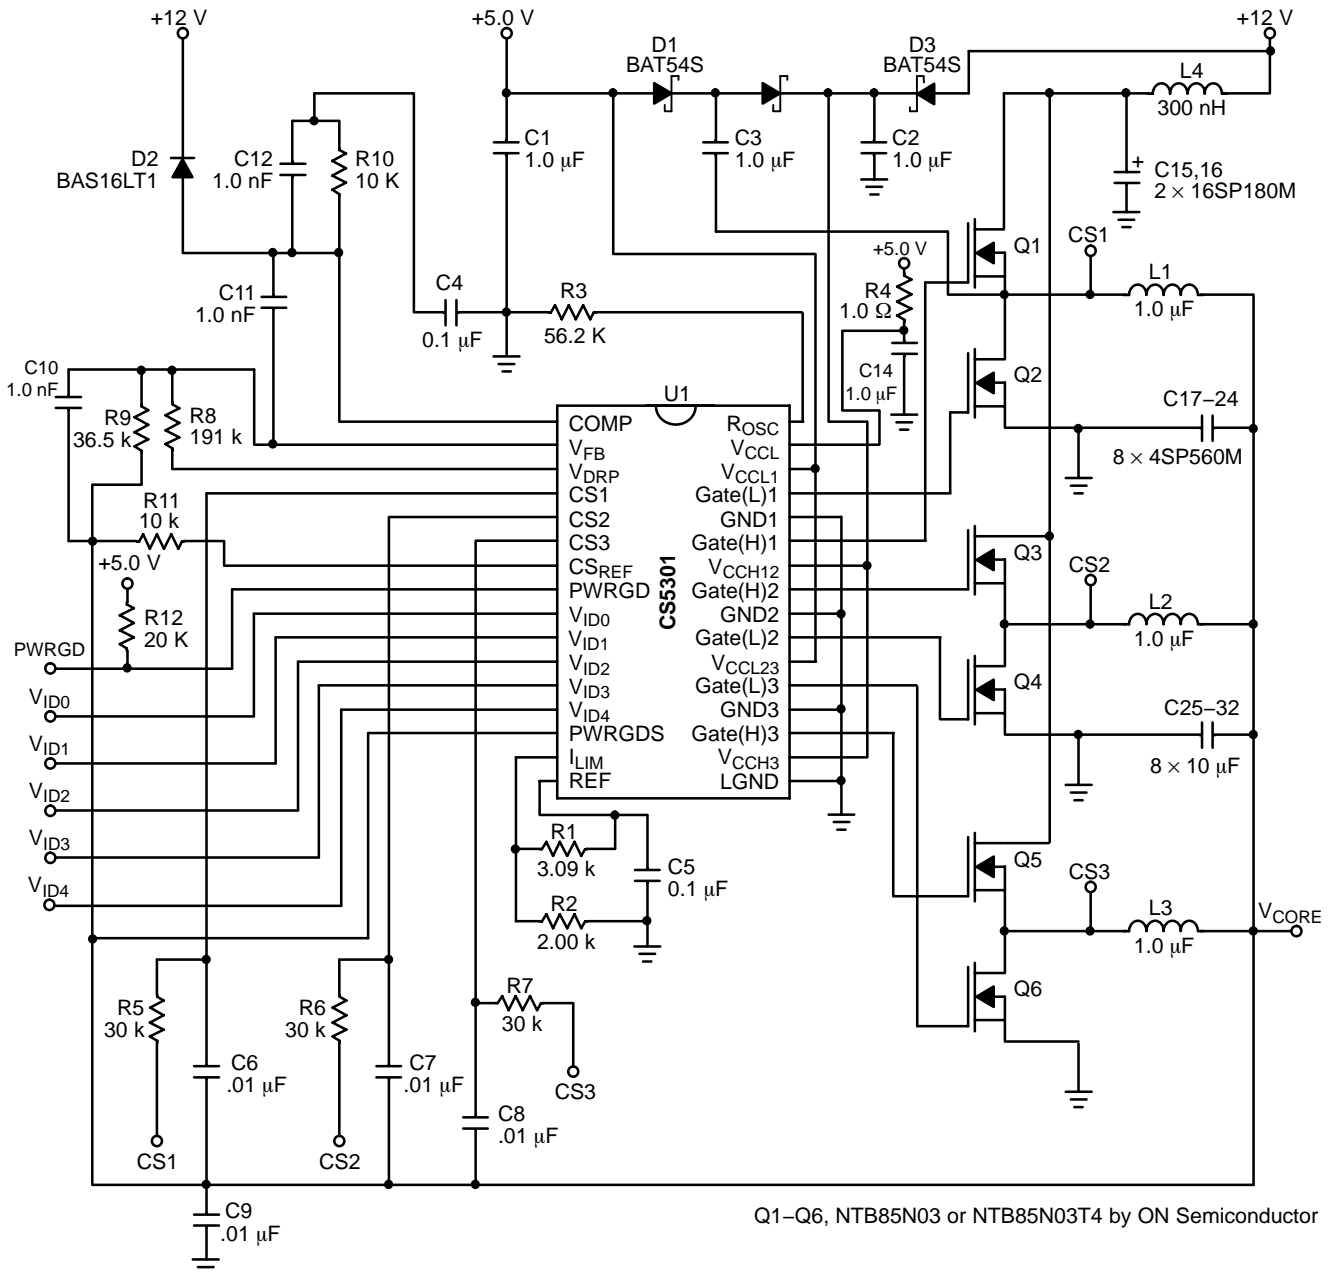 +12 V
+5.0 V
+12 V
D1
BAT54S
D3
BAT54S
L4
300 nH
D2
BAS16LT1
C12
1.0 nF
R10
10 K
C1
1.0 μF
C3
1.0 μF
C2
1.0 μF
C15,16
2 × 16SP180M
+
Q1
CS1
+5.0 V
R4
1.0 Ω
L1
1.0 μF
C11
1.0 nF
C4
0.1 μF
R3
56.2 K
C14
1.0 μF
Q2
C17–24
8 × 4SP560M
C10
1.0 nF
R9
36.5 k
R8
191 k
U1
CS5301
COMP
VFB
VDRP
CS1
CS2
CS3
CSREF
PWRGD
VID0
VID1
VID2
VID3
VID4
PWRGDS
ILIM
REF
ROSC
VCCL
VCCL1
Gate(L)1
GND1
Gate(H)1
VCCH12
Gate(H)2
GND2
Gate(L)2
VCCL23
Gate(L)3
GND3
Gate(H)3
VCCH3
LGND
R11
10 k
+5.0 V
R12
20 K
PWRGD
VID0
VID1
VID2
VID3
VID4
Q3
CS2
L2
1.0 μF
Q4
C25–32
8 × 10 μF
R1
3.09 k
R2
2.00 k
C5
0.1 μF
Q5
CS3
L3
1.0 μF
VCORE
Q6
R5
30 k
R6
30 k
R7
30 k
C6
.01 μF
C7
.01 μF
C8
.01 μF
CS3
CS1
CS2
C9
.01 μF
Q1–Q6, NTB85N03 or NTB85N03T4 by ON Semiconductor